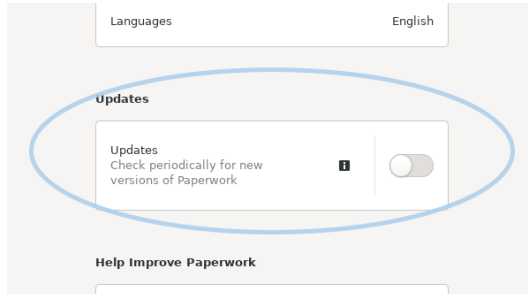 Languages English
Updates
Updates
Check periodically for new
versions of Paperwork
Help Improve Paperwork